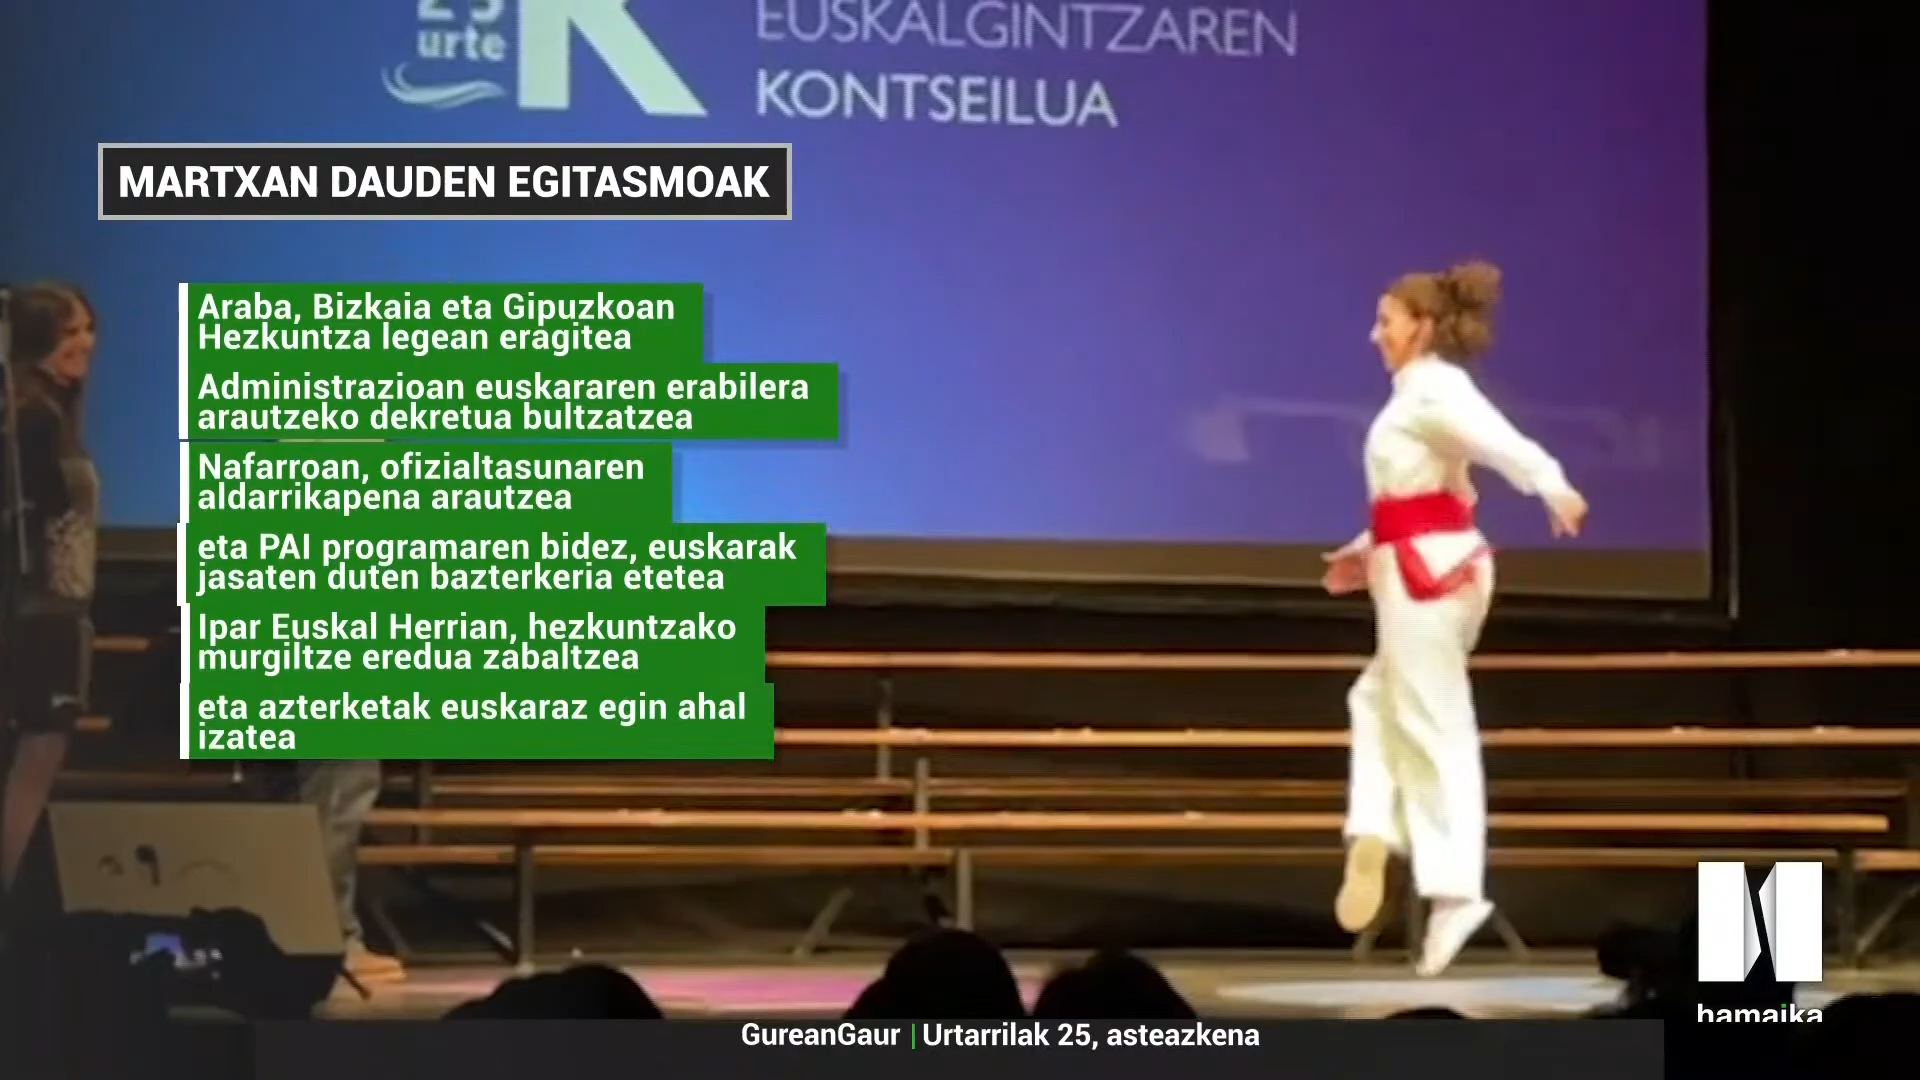 25
urte
K
EUSKALGINTZAREN
KONTSEILUA
MARTXAN DAUDEN EGITASMOAK
Araba, Bizkaia eta Gipuzkoan
Hezkuntza legean eragitea
Administrazioan euskararen erabilera
arautzeko dekretua bultzatzea
Nafarroan, ofizialtasunaren
aldarrikapena arautzea
eta PAI programaren bidez, euskarak
jasaten duten bazterkeria etetea
Ipar Euskal Herrian, hezkuntzako
murgiltze eredua zabaltzea
eta azterketak euskaraz egin ahal
izatea
hamaika
GureanGaur | Urtarrilak 25, asteazkena